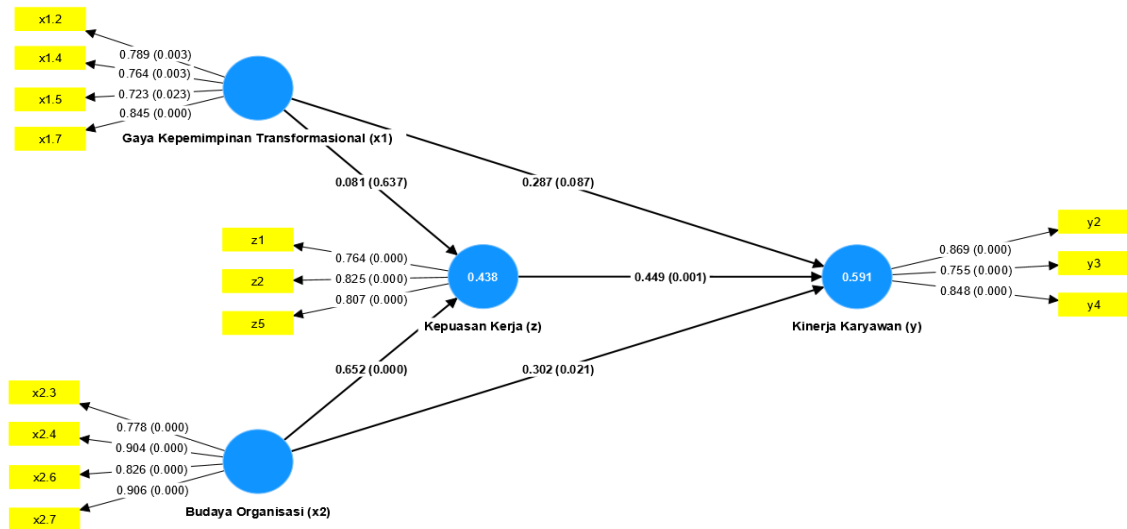 x1.2
x1.4
x1.5
x1.7
0.789 (0.003)
0.764 (0.003)
0.723 (0.023)
0.845 (0.000)
Gaya Kepemimpinan Transformasional (x1)
0.081 (0.637)
0.287 (0.087)
z1
z2
z5
0.764 (0.000)
0.825 (0.000)
0.807 (0.000)
0.438
Kepuasan Kerja (z)
0.449 (0.001)
0.591
Kinerja Karyawan (y)
0.869 (0.000)
0.755 (0.000)
0.848 (0.000)
y2
y3
y4
0.652 (0.000)
0.302 (0.021)
x2.3
x2.4
x2.6
x2.7
0.778 (0.000)
0.904 (0.000)
0.826 (0.000)
0.906 (0.000)
Budaya Organisasi (x2)